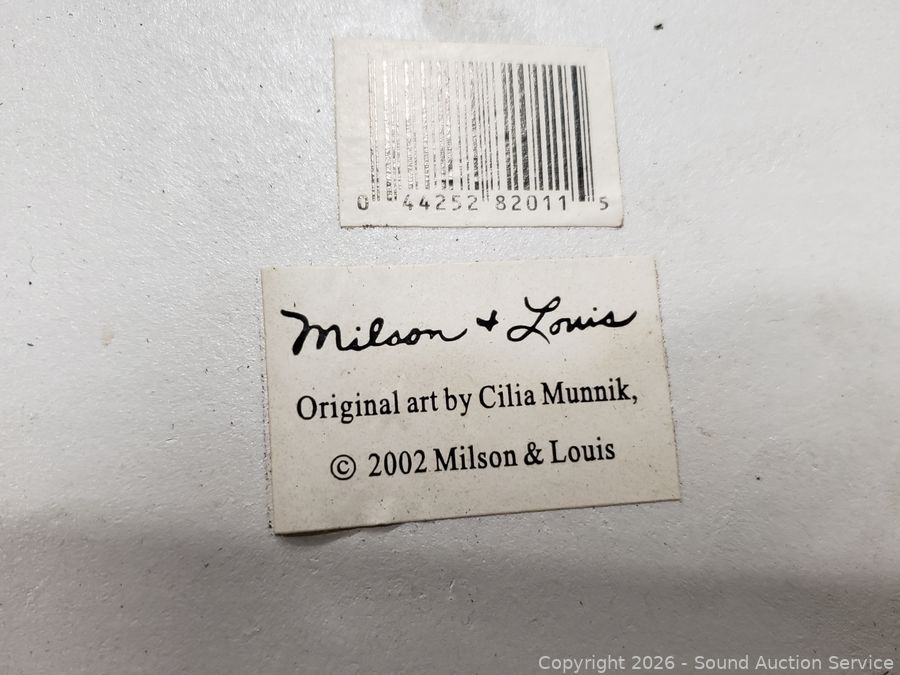 0 44252 82011 5
Milson + Louis
Original art by Cilia Munnik,
© 2002 Milson & Louis
Copyright 2026 - Sound Auction Service